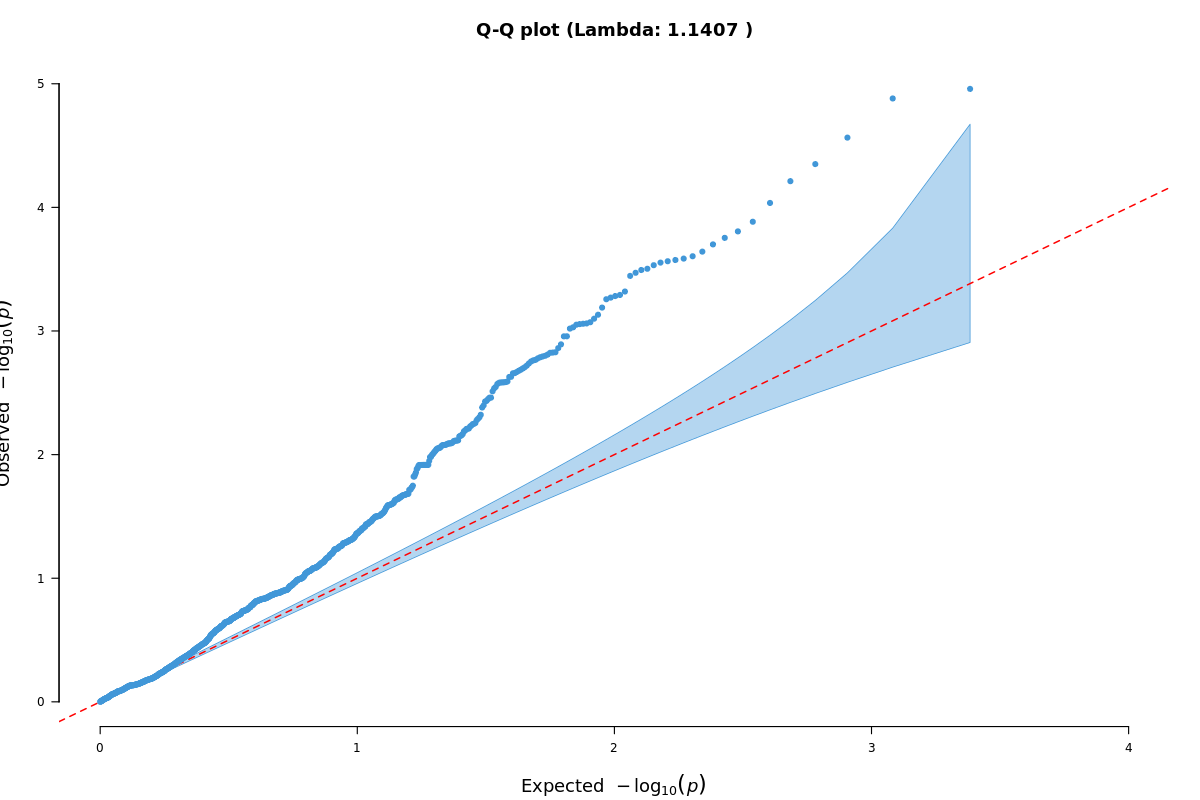 Q-Q plot (Lambda: 1.1407 )
5
4
3
2
1
0
Observed −log₁₀(p)
0 1 2 3 4
Expected −log₁₀(p)